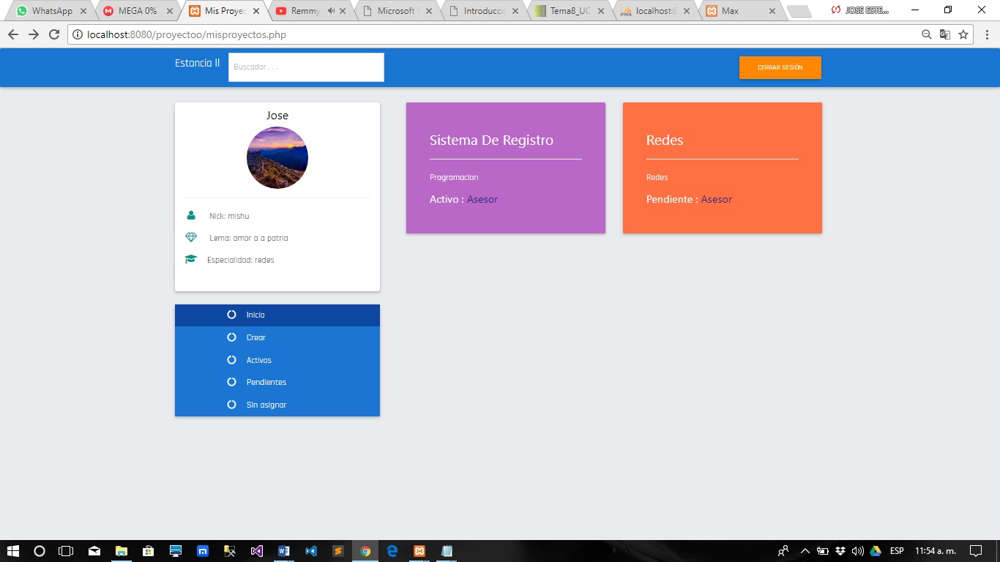 WhatsApp
MEGA 0%
Mis Proyec
Remmy
Microsoft
Introducci
Tema8_UC
localhost:8
Max
JOSE ESTE...
localhost:8080/proyectoo/misproyectos.php
Estancia II
Buscador . . .
CERRAR SESIÓN
Jose
Nick: mishu
Lema: amor a a patria
Especialidad: redes
Inicio
Crear
Activos
Pendientes
Sin asignar
Sistema De Registro
Programacion
Activo : Asesor
Redes
Redes
Pendiente : Asesor
ESP
11:54 a. m.